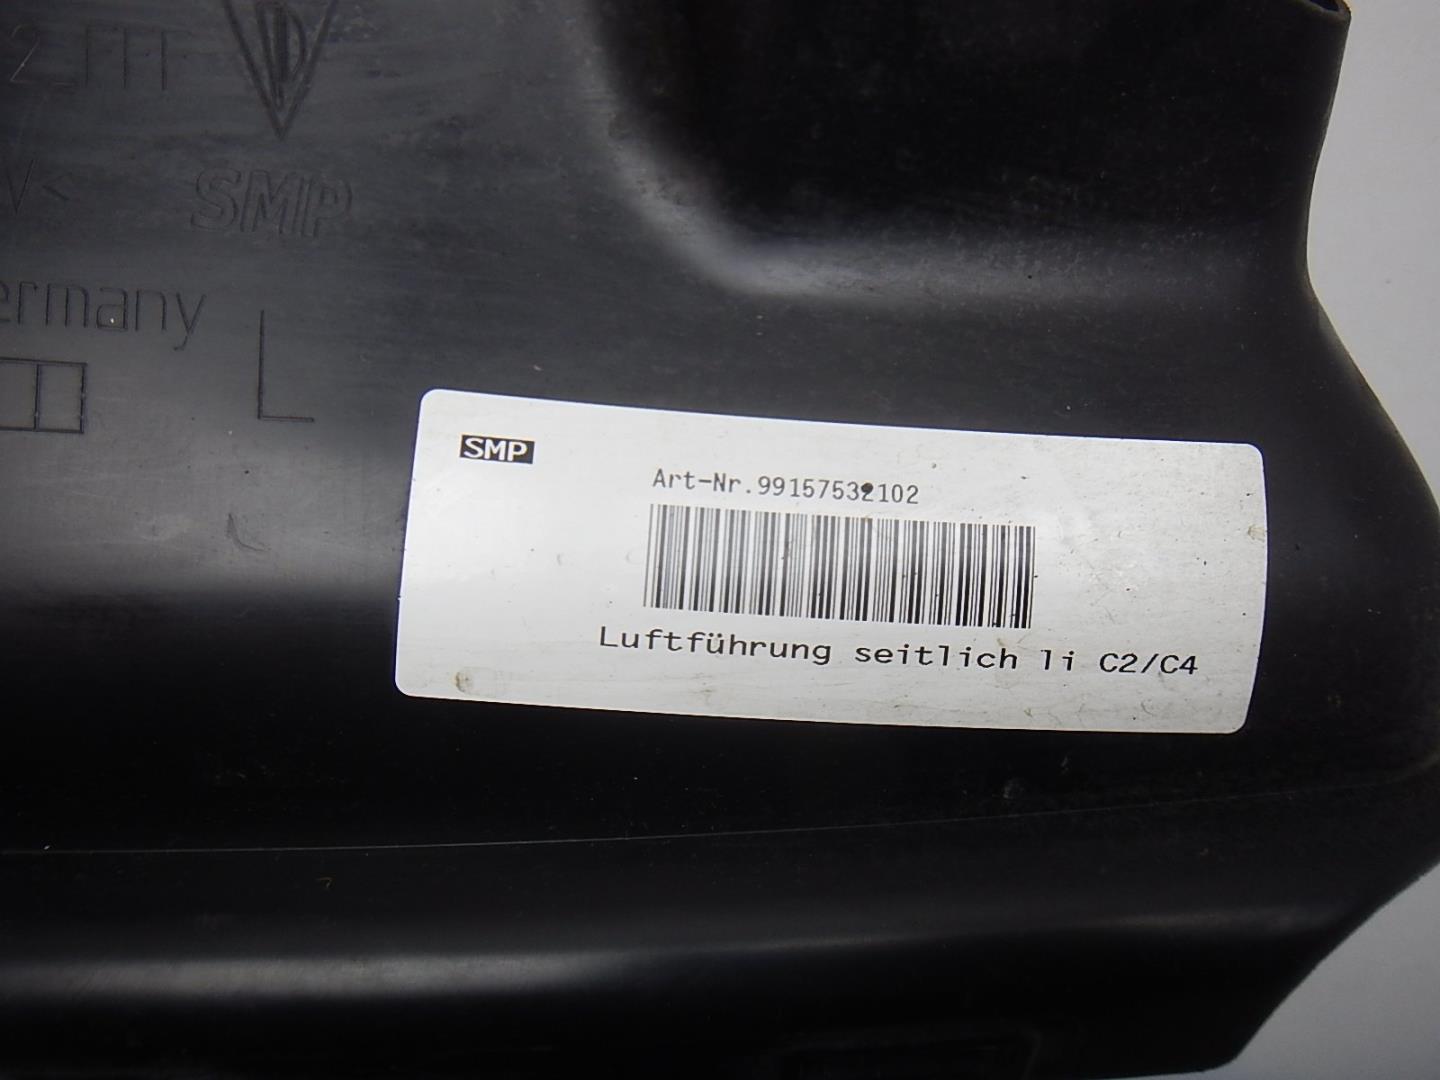 SMP
ermany
L
SMP
Art-Nr.99157532102
Luftführung seitlich li C2/C4